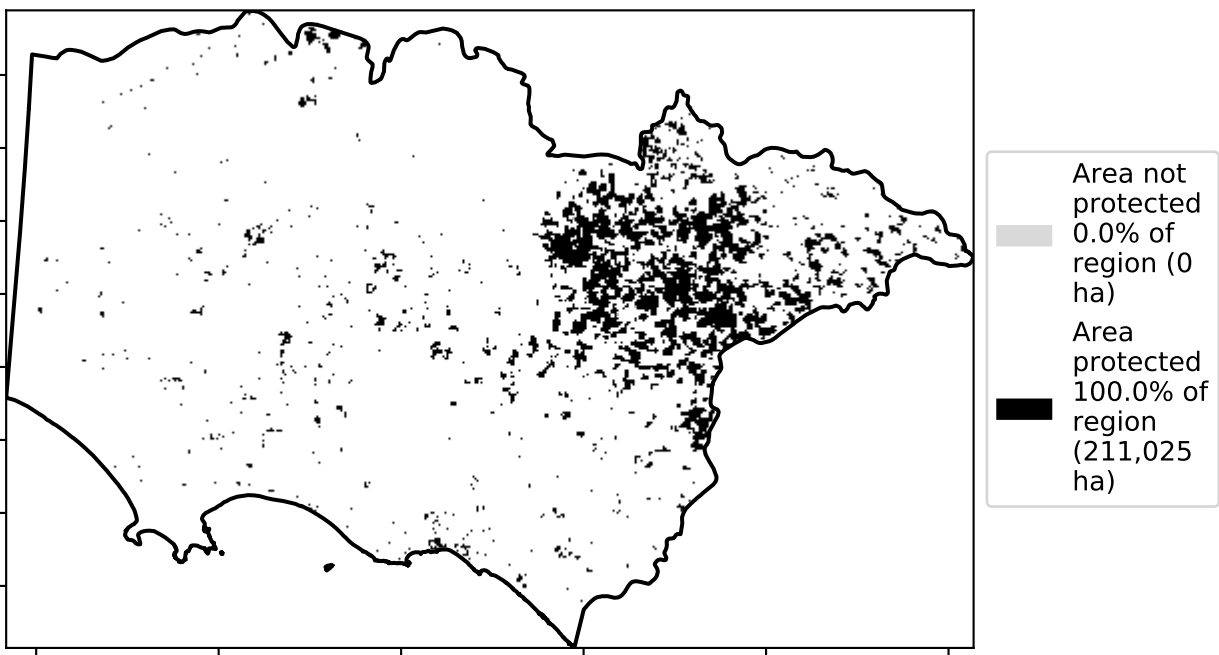 Area not
protected
0.0% of
region (0
ha)
Area
protected
100.0% of
region
(211,025
ha)